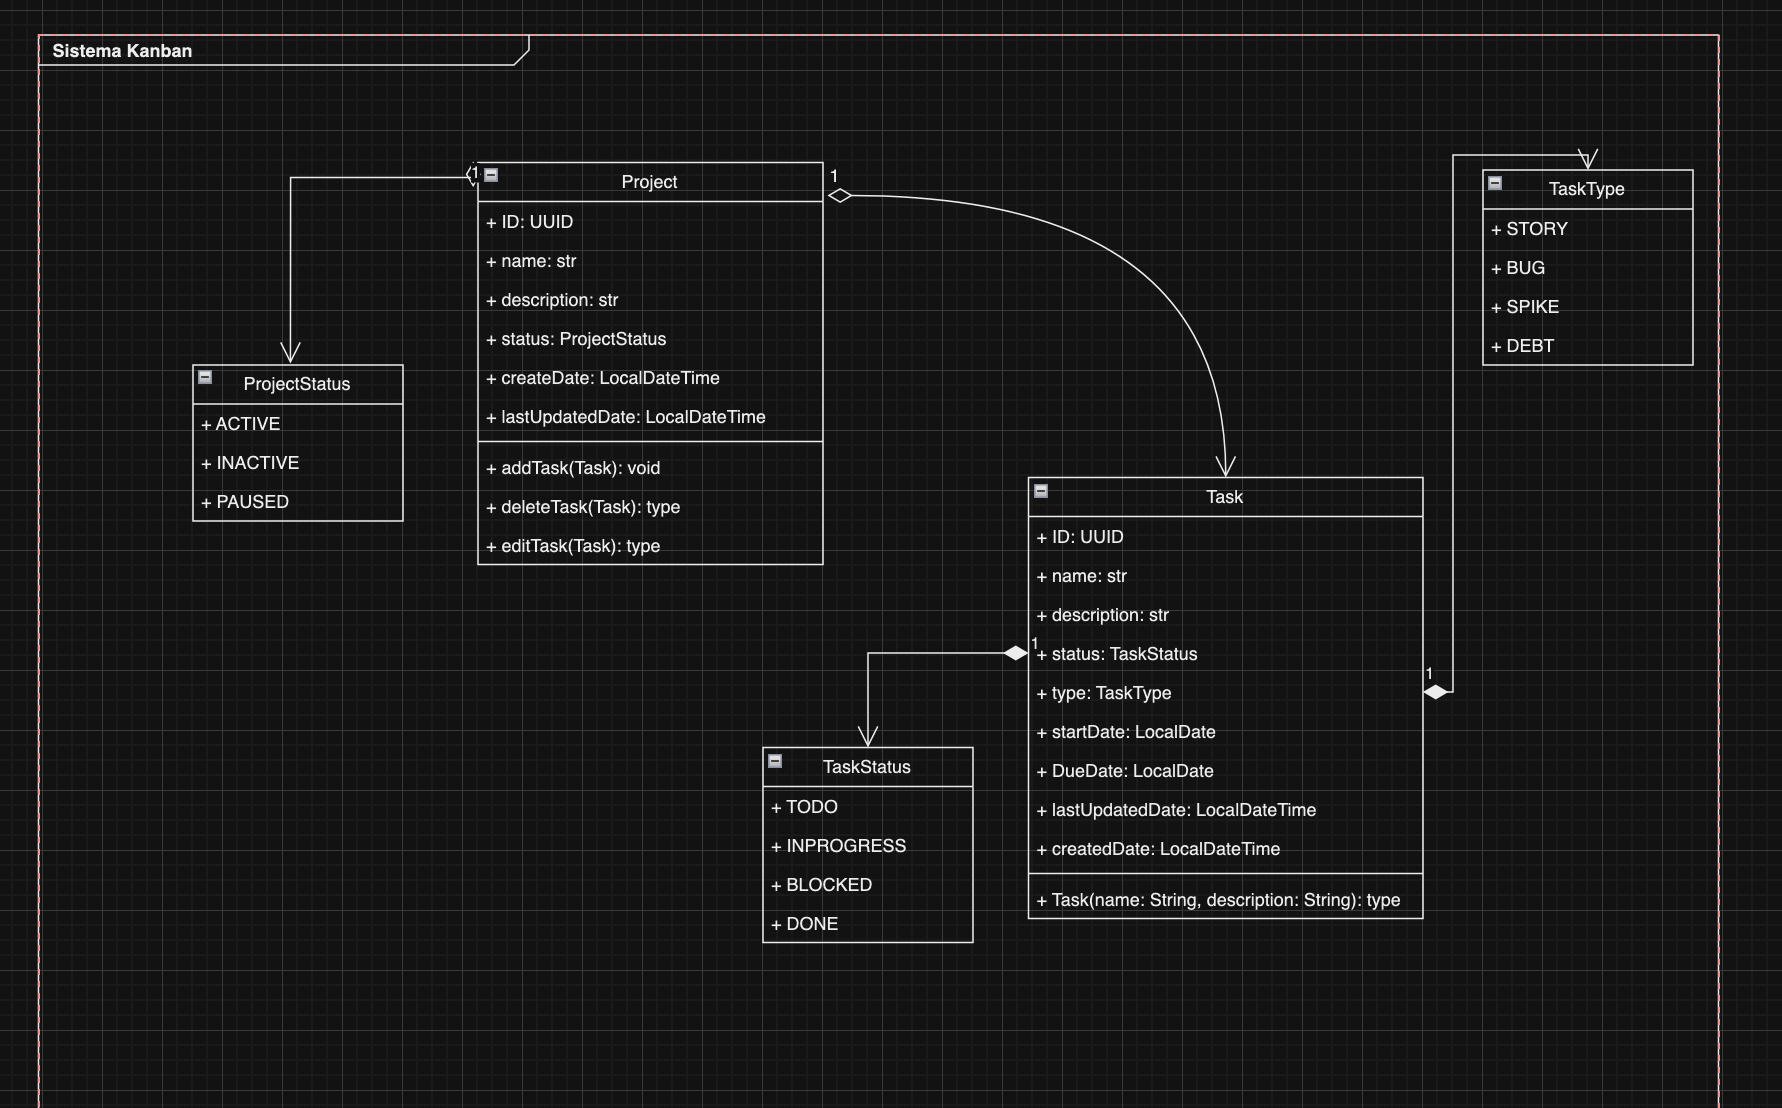 Sistema Kanban
1
Project
+ ID: UUID
+ name: str
+ description: str
+ status: ProjectStatus
+ createDate: LocalDateTime
+ lastUpdatedDate: LocalDateTime
+ addTask(Task): void
+ deleteTask(Task): type
+ editTask(Task): type
1
ProjectStatus
+ ACTIVE
+ INACTIVE
+ PAUSED
TaskType
+ STORY
+ BUG
+ SPIKE
+ DEBT
Task
+ ID: UUID
+ name: str
+ description: str
1
+ status: TaskStatus
+ type: TaskType
1
+ startDate: LocalDate
+ DueDate: LocalDate
+ lastUpdatedDate: LocalDateTime
+ createdDate: LocalDateTime
+ Task(name: String, description: String): type
TaskStatus
+ TODO
+ INPROGRESS
+ BLOCKED
+ DONE